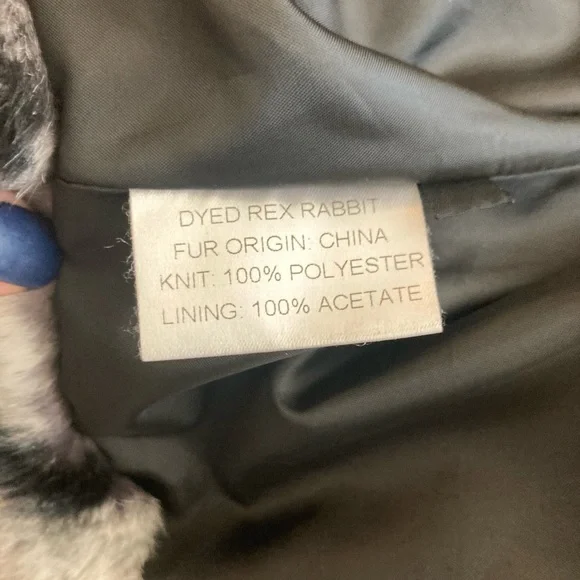 DYED REX RABBIT
FUR ORIGIN: CHINA
KNIT: 100% POLYESTER
LINING: 100% ACETATE